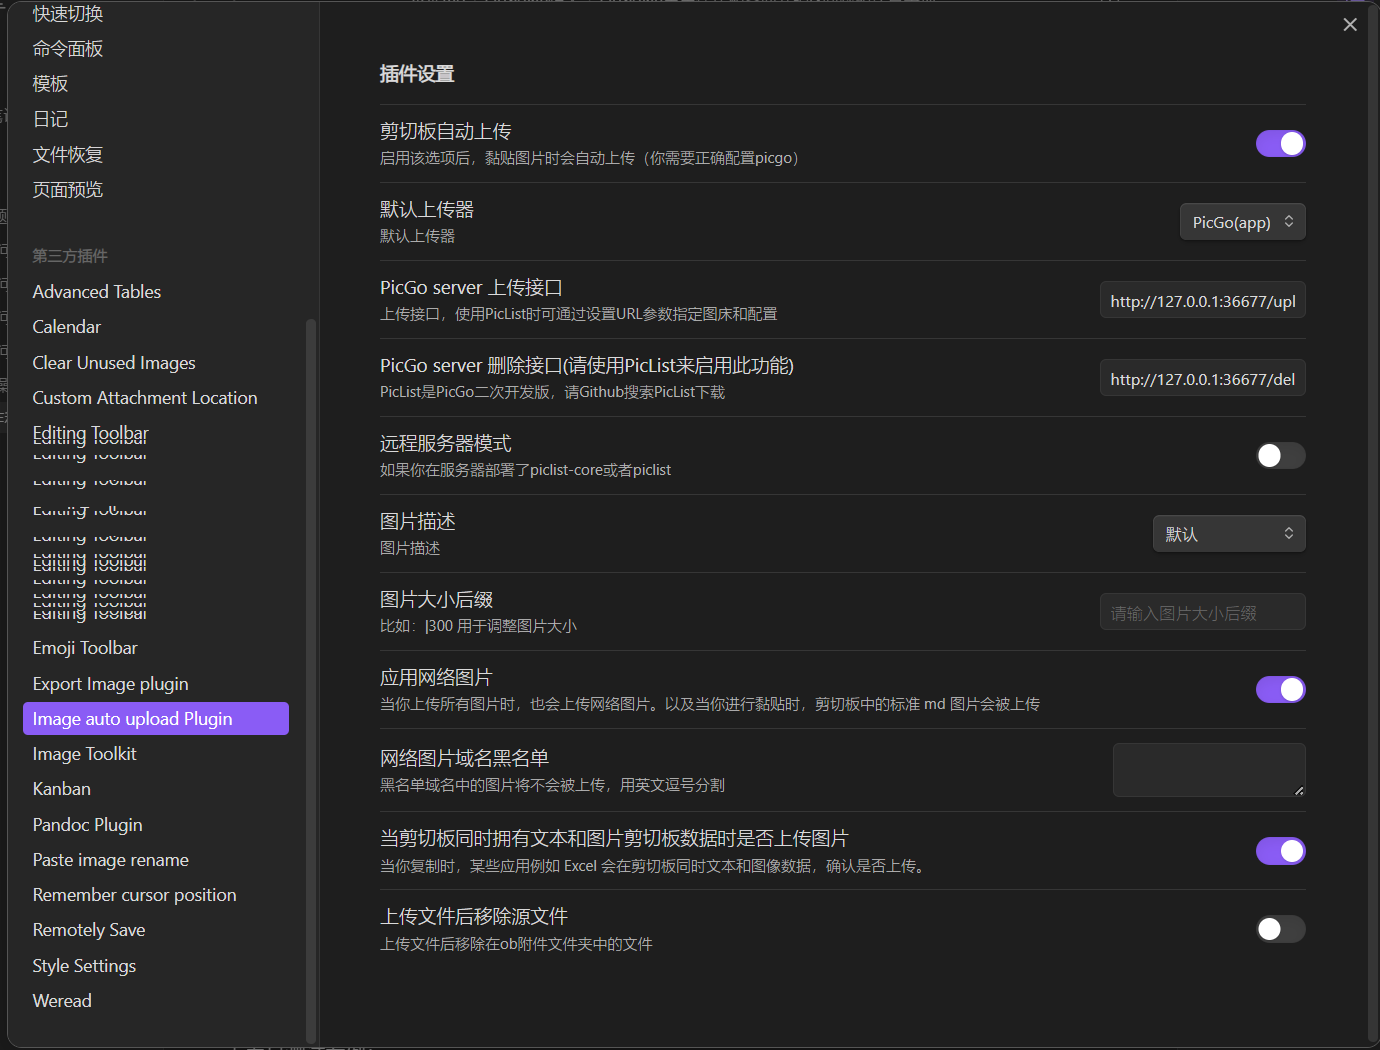 快速切换
命令面板
模板
日记
文件恢复
页面预览
第三方插件
Advanced Tables
Calendar
Clear Unused Images
Custom Attachment Location
Editing Toolbar
Editing Toolbar
Editing Toolbar
Editing Toolbar
Editing Toolbar
Editing Toolbar
Editing Toolbar
Editing Toolbar
Editing Toolbar
Editing Toolbar
Editing Toolbar
Emoji Toolbar
Export Image plugin
Image auto upload Plugin
Image Toolkit
Kanban
Pandoc Plugin
Paste image rename
Remember cursor position
Remotely Save
Style Settings
Weread
插件设置
剪切板自动上传
启用该选项后，黏贴图片时会自动上传（你需要正确配置picgo）
默认上传器
默认上传器
PicGo(app)
PicGo server 上传接口
上传接口，使用PicList时可通过设置URL参数指定图床和配置
http://127.0.0.1:36677/upl
PicGo server 删除接口(请使用PicList来启用此功能)
PicList是PicGo二次开发版，请Github搜索PicList下载
http://127.0.0.1:36677/del
远程服务器模式
如果你在服务器部署了piclist-core或者piclist
图片描述
图片描述
默认
图片大小后缀
比如：|300 用于调整图片大小
请输入图片大小后缀
应用网络图片
当你上传所有图片时，也会上传网络图片。以及当你进行黏贴时，剪切板中的标准 md 图片会被上传
网络图片域名黑名单
黑名单域名中的图片将不会被上传，用英文逗号分割
当剪切板同时拥有文本和图片剪切板数据时是否上传图片
当你复制时，某些应用例如 Excel 会在剪切板同时文本和图像数据，确认是否上传。
上传文件后移除源文件
上传文件后移除在ob附件文件夹中的文件